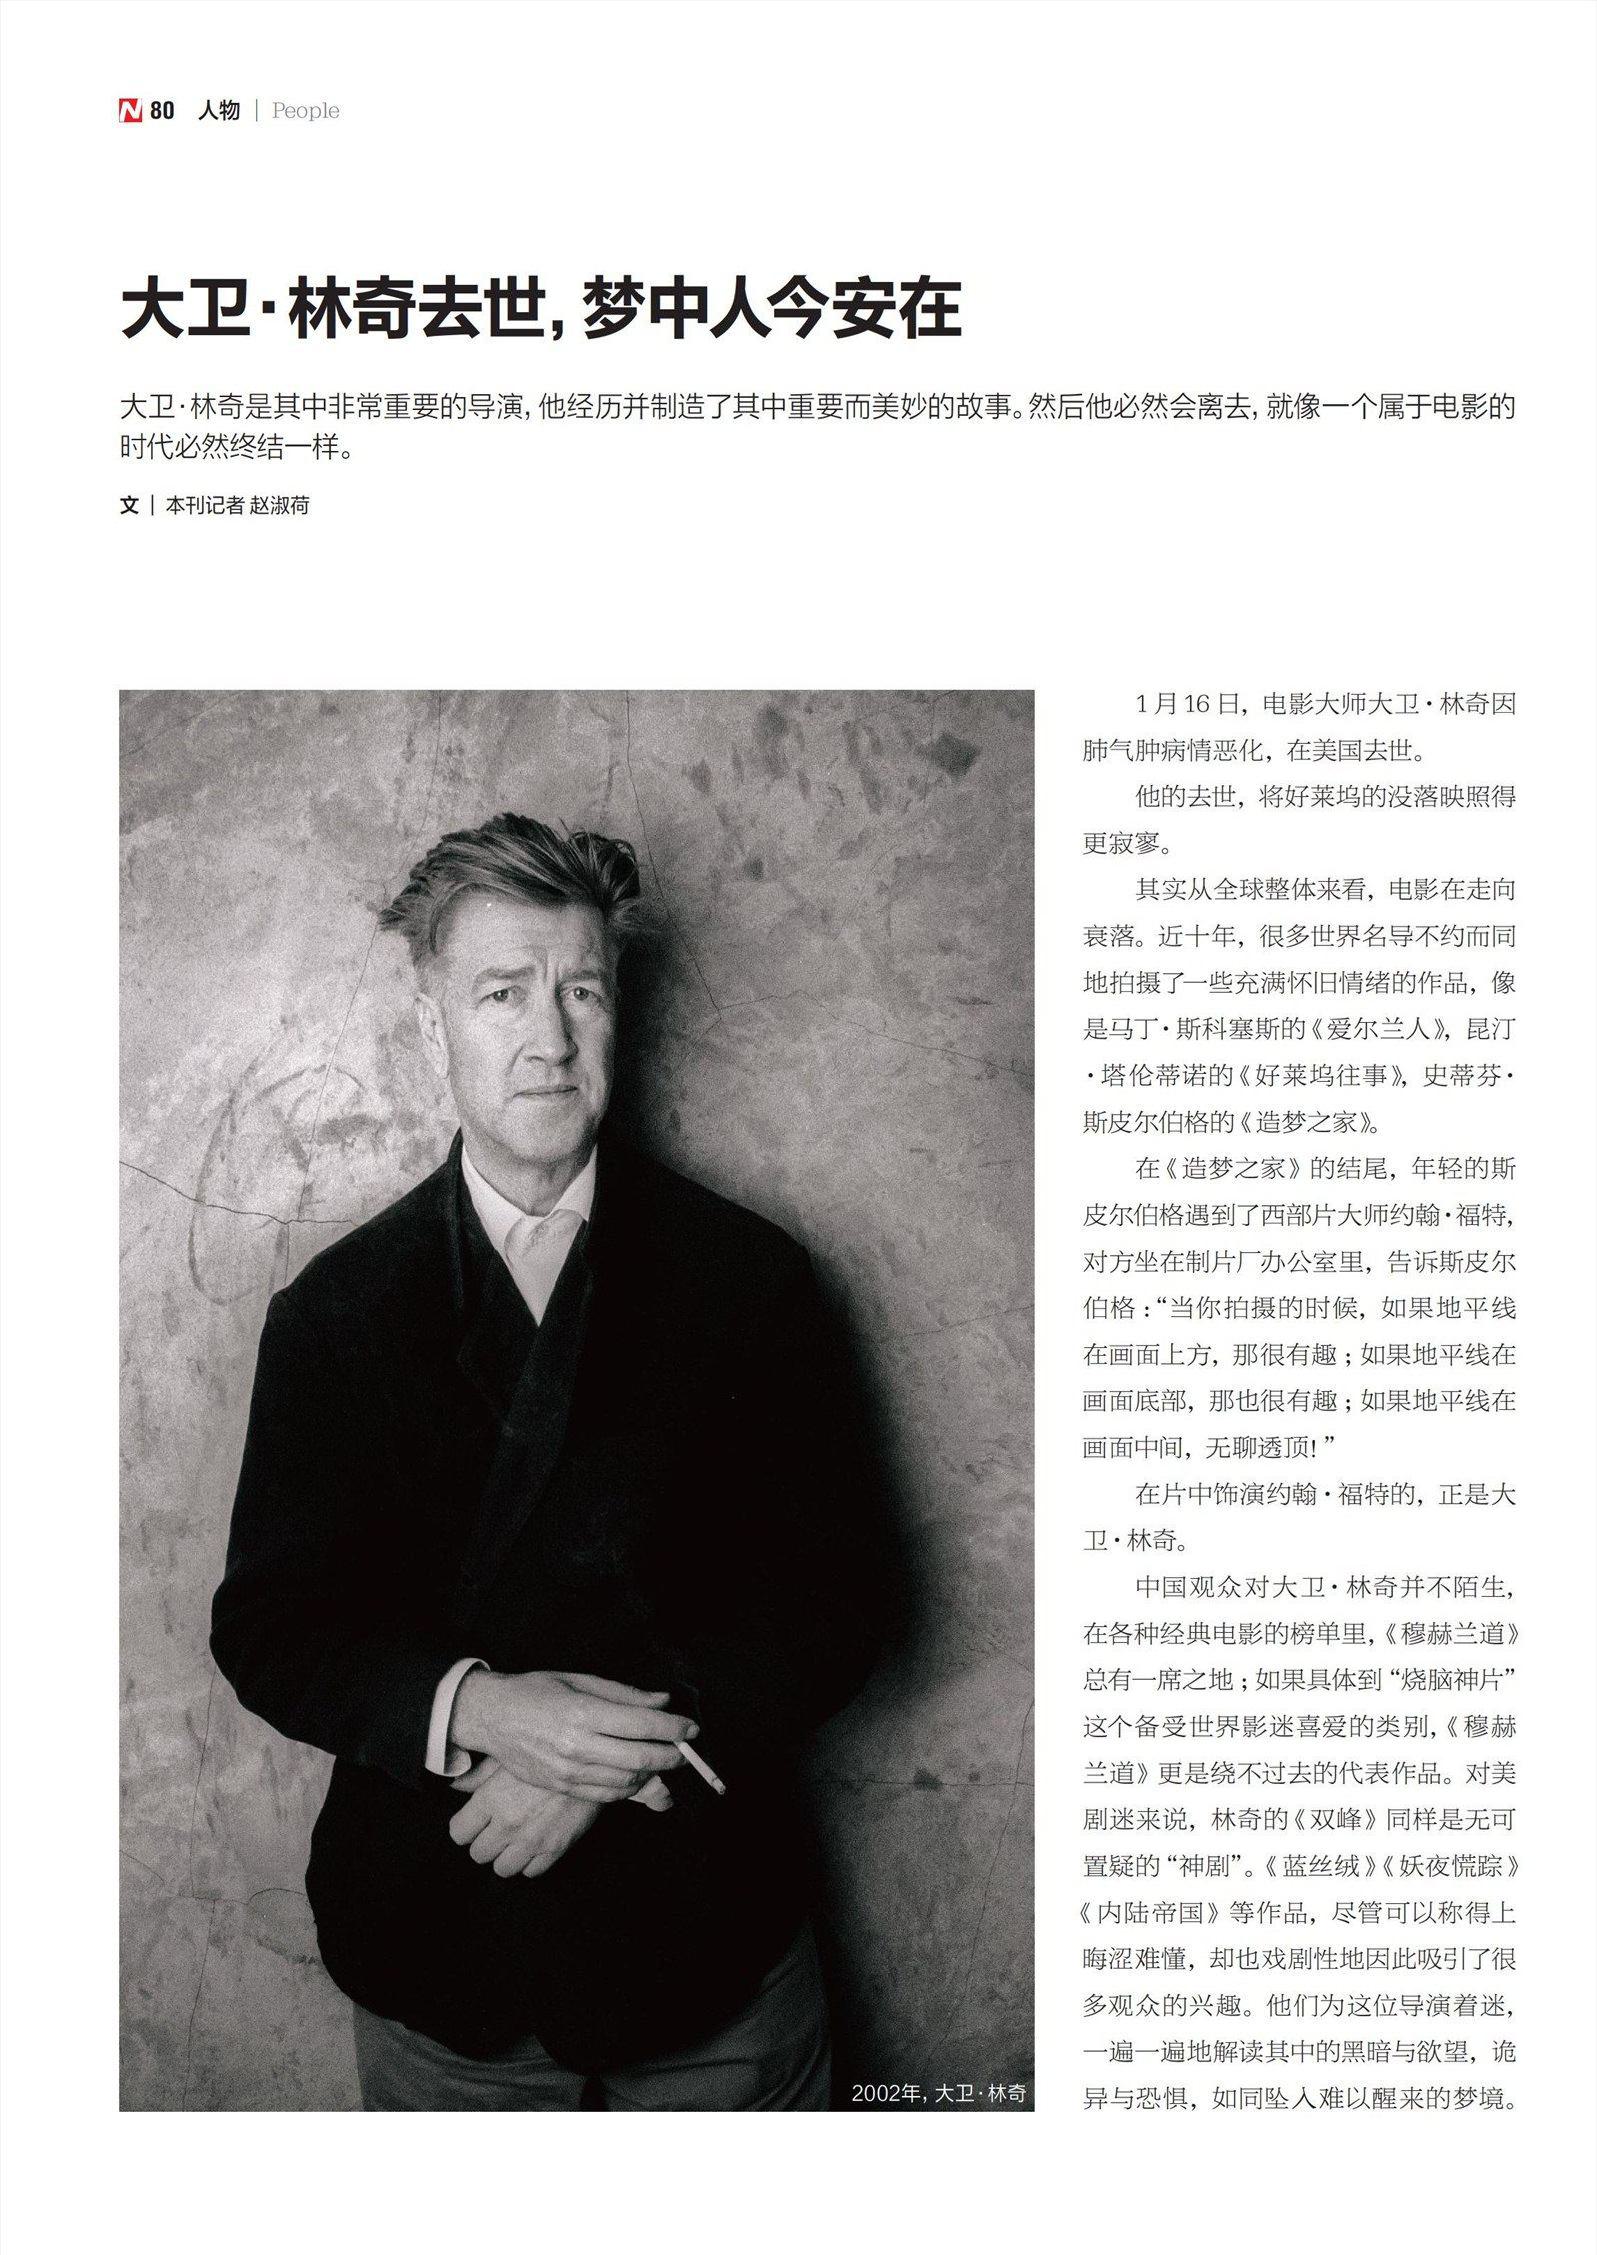 N 80 人物 | People
大卫·林奇去世，梦中人今安在
大卫·林奇是其中非常重要的导演，他经历并制造了其中重要而美妙的故事。然后他必然会离去，就像一个属于电影的
时代必然终结一样。
文 | 本刊记者 赵淑荷
1 月 16 日，电影大师大卫·林奇因
肺气肿病情恶化，在美国去世。
他的去世，将好莱坞的没落映照得
更寂寥。
其实从全球整体来看，电影在走向
衰落。近十年，很多世界名导不约而同
地拍摄了一些充满怀旧情绪的作品，像
是马丁·斯科塞斯的《爱尔兰人》，昆汀
·塔伦蒂诺的《好莱坞往事》，史蒂芬·
斯皮尔伯格的《造梦之家》。
在《造梦之家》的结尾，年轻的斯
皮尔伯格遇到了西部片大师约翰·福特，
对方坐在制片厂办公室里，告诉斯皮尔
伯格：“当你拍摄的时候，如果地平线
在画面上方，那很有趣；如果地平线在
画面底部，那也很有趣；如果地平线在
画面中间，无聊透顶！”
在片中饰演约翰·福特的，正是大
卫·林奇。
中国观众对大卫·林奇并不陌生，
在各种经典电影的榜单里，《穆赫兰道》
总有一席之地；如果具体到“烧脑神片”
这个备受世界影迷喜爱的类别，《穆赫
兰道》更是绕不过去的代表作品。对美
剧迷来说，林奇的《双峰》同样是无可
置疑的“神剧”。《蓝丝绒》《妖夜慌踪》
《内陆帝国》等作品，尽管可以称得上
晦涩难懂，却也戏剧性地因此吸引了很
多观众的兴趣。他们为这位导演着迷，
一遍一遍地解读其中的黑暗与欲望，诡
异与恐惧，如同坠入难以醒来的梦境。
2002年，大卫·林奇